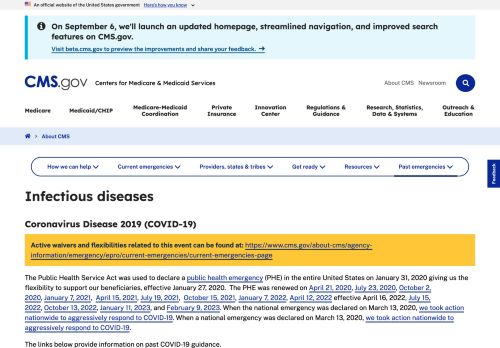 An official website of the United States government Here's how you know
On September 6, we'll launch an updated homepage, streamlined navigation, and improved search
features on CMS.gov.
Visit beta.cms.gov to preview the improvements and share your feedback. →
CMS.gov Centers for Medicare & Medicaid Services
About CMS Newsroom
Medicare Medicaid/CHIP Medicare-Medicaid Coordination Private Insurance Innovation Center Regulations & Guidance Research, Statistics, Data & Systems Outreach & Education
About CMS
How we can help Current emergencies Providers, states & tribes Get ready Resources Past emergencies
Feedback
Infectious diseases
Coronavirus Disease 2019 (COVID-19)
Active waivers and flexibilities related to this event can be found at: https://www.cms.gov/about-cms/agency-
information/emergency/epro/current-emergencies/current-emergencies-page
The Public Health Service Act was used to declare a public health emergency (PHE) in the entire United States on January 31, 2020 giving us the
flexibility to support our beneficiaries, effective January 27, 2020. The PHE was renewed on April 21, 2020, July 23, 2020, October 2,
2020, January 7, 2021, April 15, 2021, July 19, 2021, October 15, 2021, January 7, 2022, April 12, 2022 effective April 16, 2022, July 15,
2022, October 13, 2022, January 11, 2023, and February 9, 2023. When the national emergency was declared on March 13, 2020, we took action
nationwide to aggressively respond to COVID-19. When a national emergency was declared on March 13, 2020, we took action nationwide to
aggressively respond to COVID-19.
The links below provide information on past COVID-19 guidance.